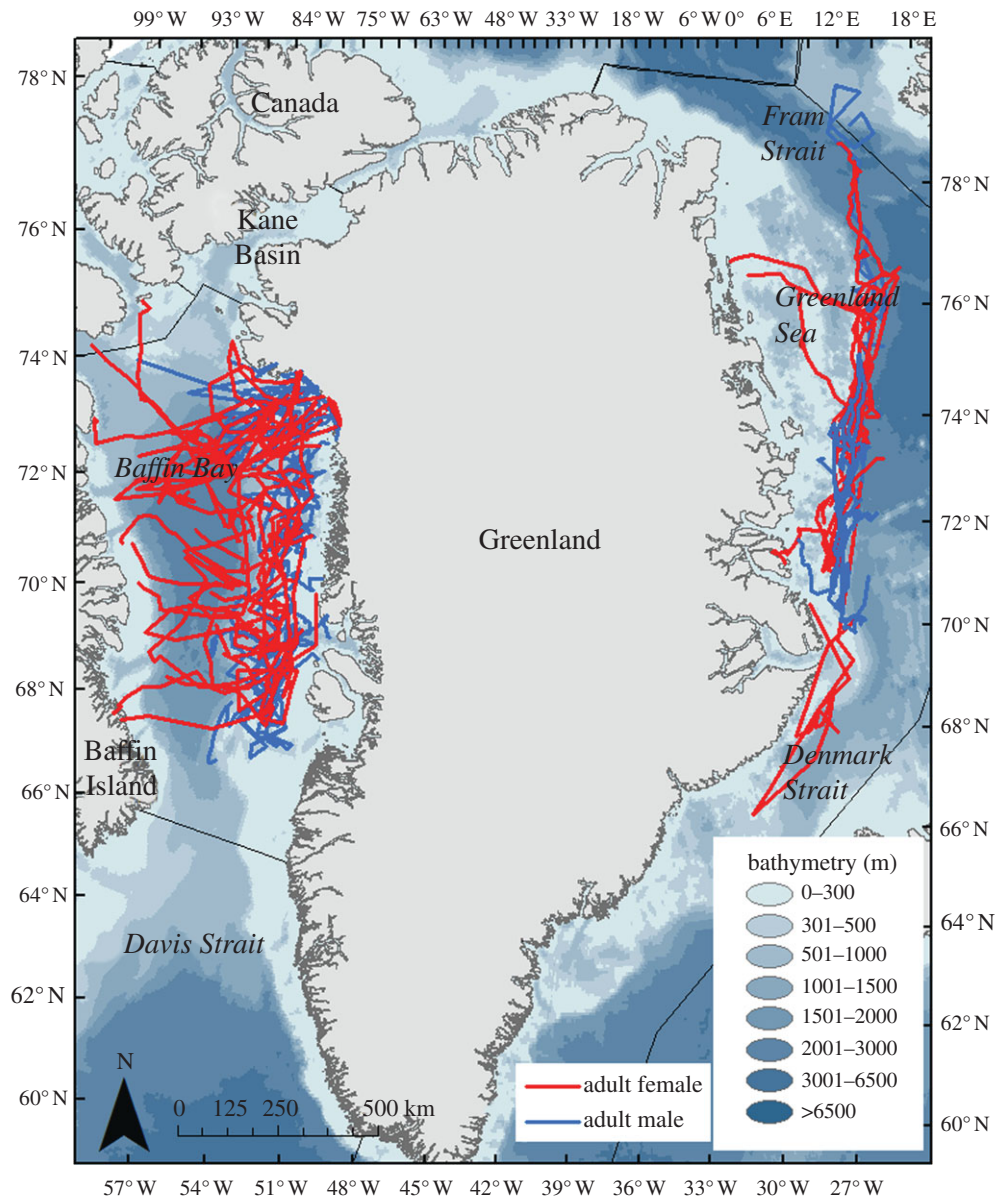 99° W 93° W 84° W 75° W 63° W 48° W 33° W 18° W 6° W 0° 6° E 12° E 18° E
78° N
Canada
Fram
Strait
78° N
76° N
Kane
Basin
Greenland
Sea
76° N
74° N
74° N
Baffin Bay
72° N
72° N
Greenland
70° N
70° N
68° N
68° N
Baffin
Island
Denmark
Strait
66° N
66° N
bathymetry (m)
0–300
301–500
501–1000
1001–1500
1501–2000
2001–3000
3001–6500
>6500
64° N
64° N
Davis Strait
62° N
62° N
N
60° N
60° N
0 125 250 500 km
adult female
adult male
57° W 54° W 51° W 48° W 45° W 42° W 39° W 36° W 33° W 30° W 27° W